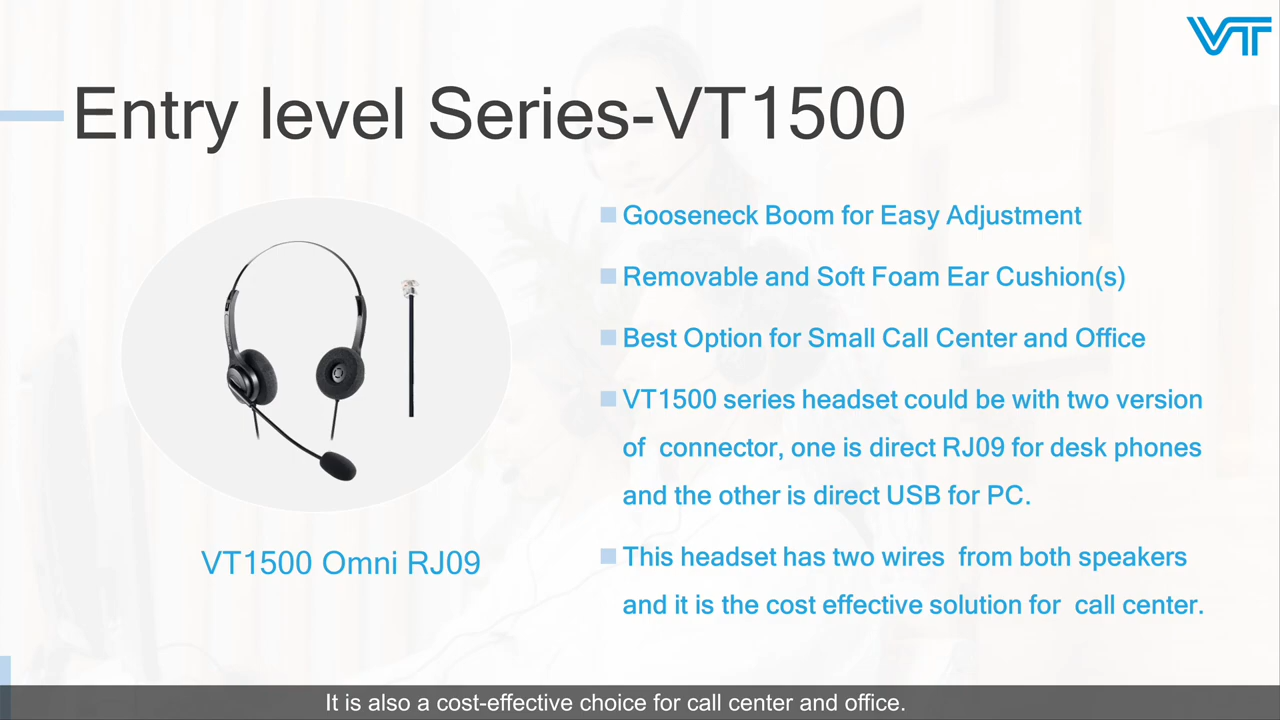 VT
Entry level Series-VT1500
Gooseneck Boom for Easy Adjustment
Removable and Soft Foam Ear Cushion(s)
Best Option for Small Call Center and Office
VT1500 series headset could be with two version
of connector, one is direct RJ09 for desk phones
and the other is direct USB for PC.
This headset has two wires from both speakers
and it is the cost effective solution for call center.
VT1500 Omni RJ09
It is also a cost-effective choice for call center and office.